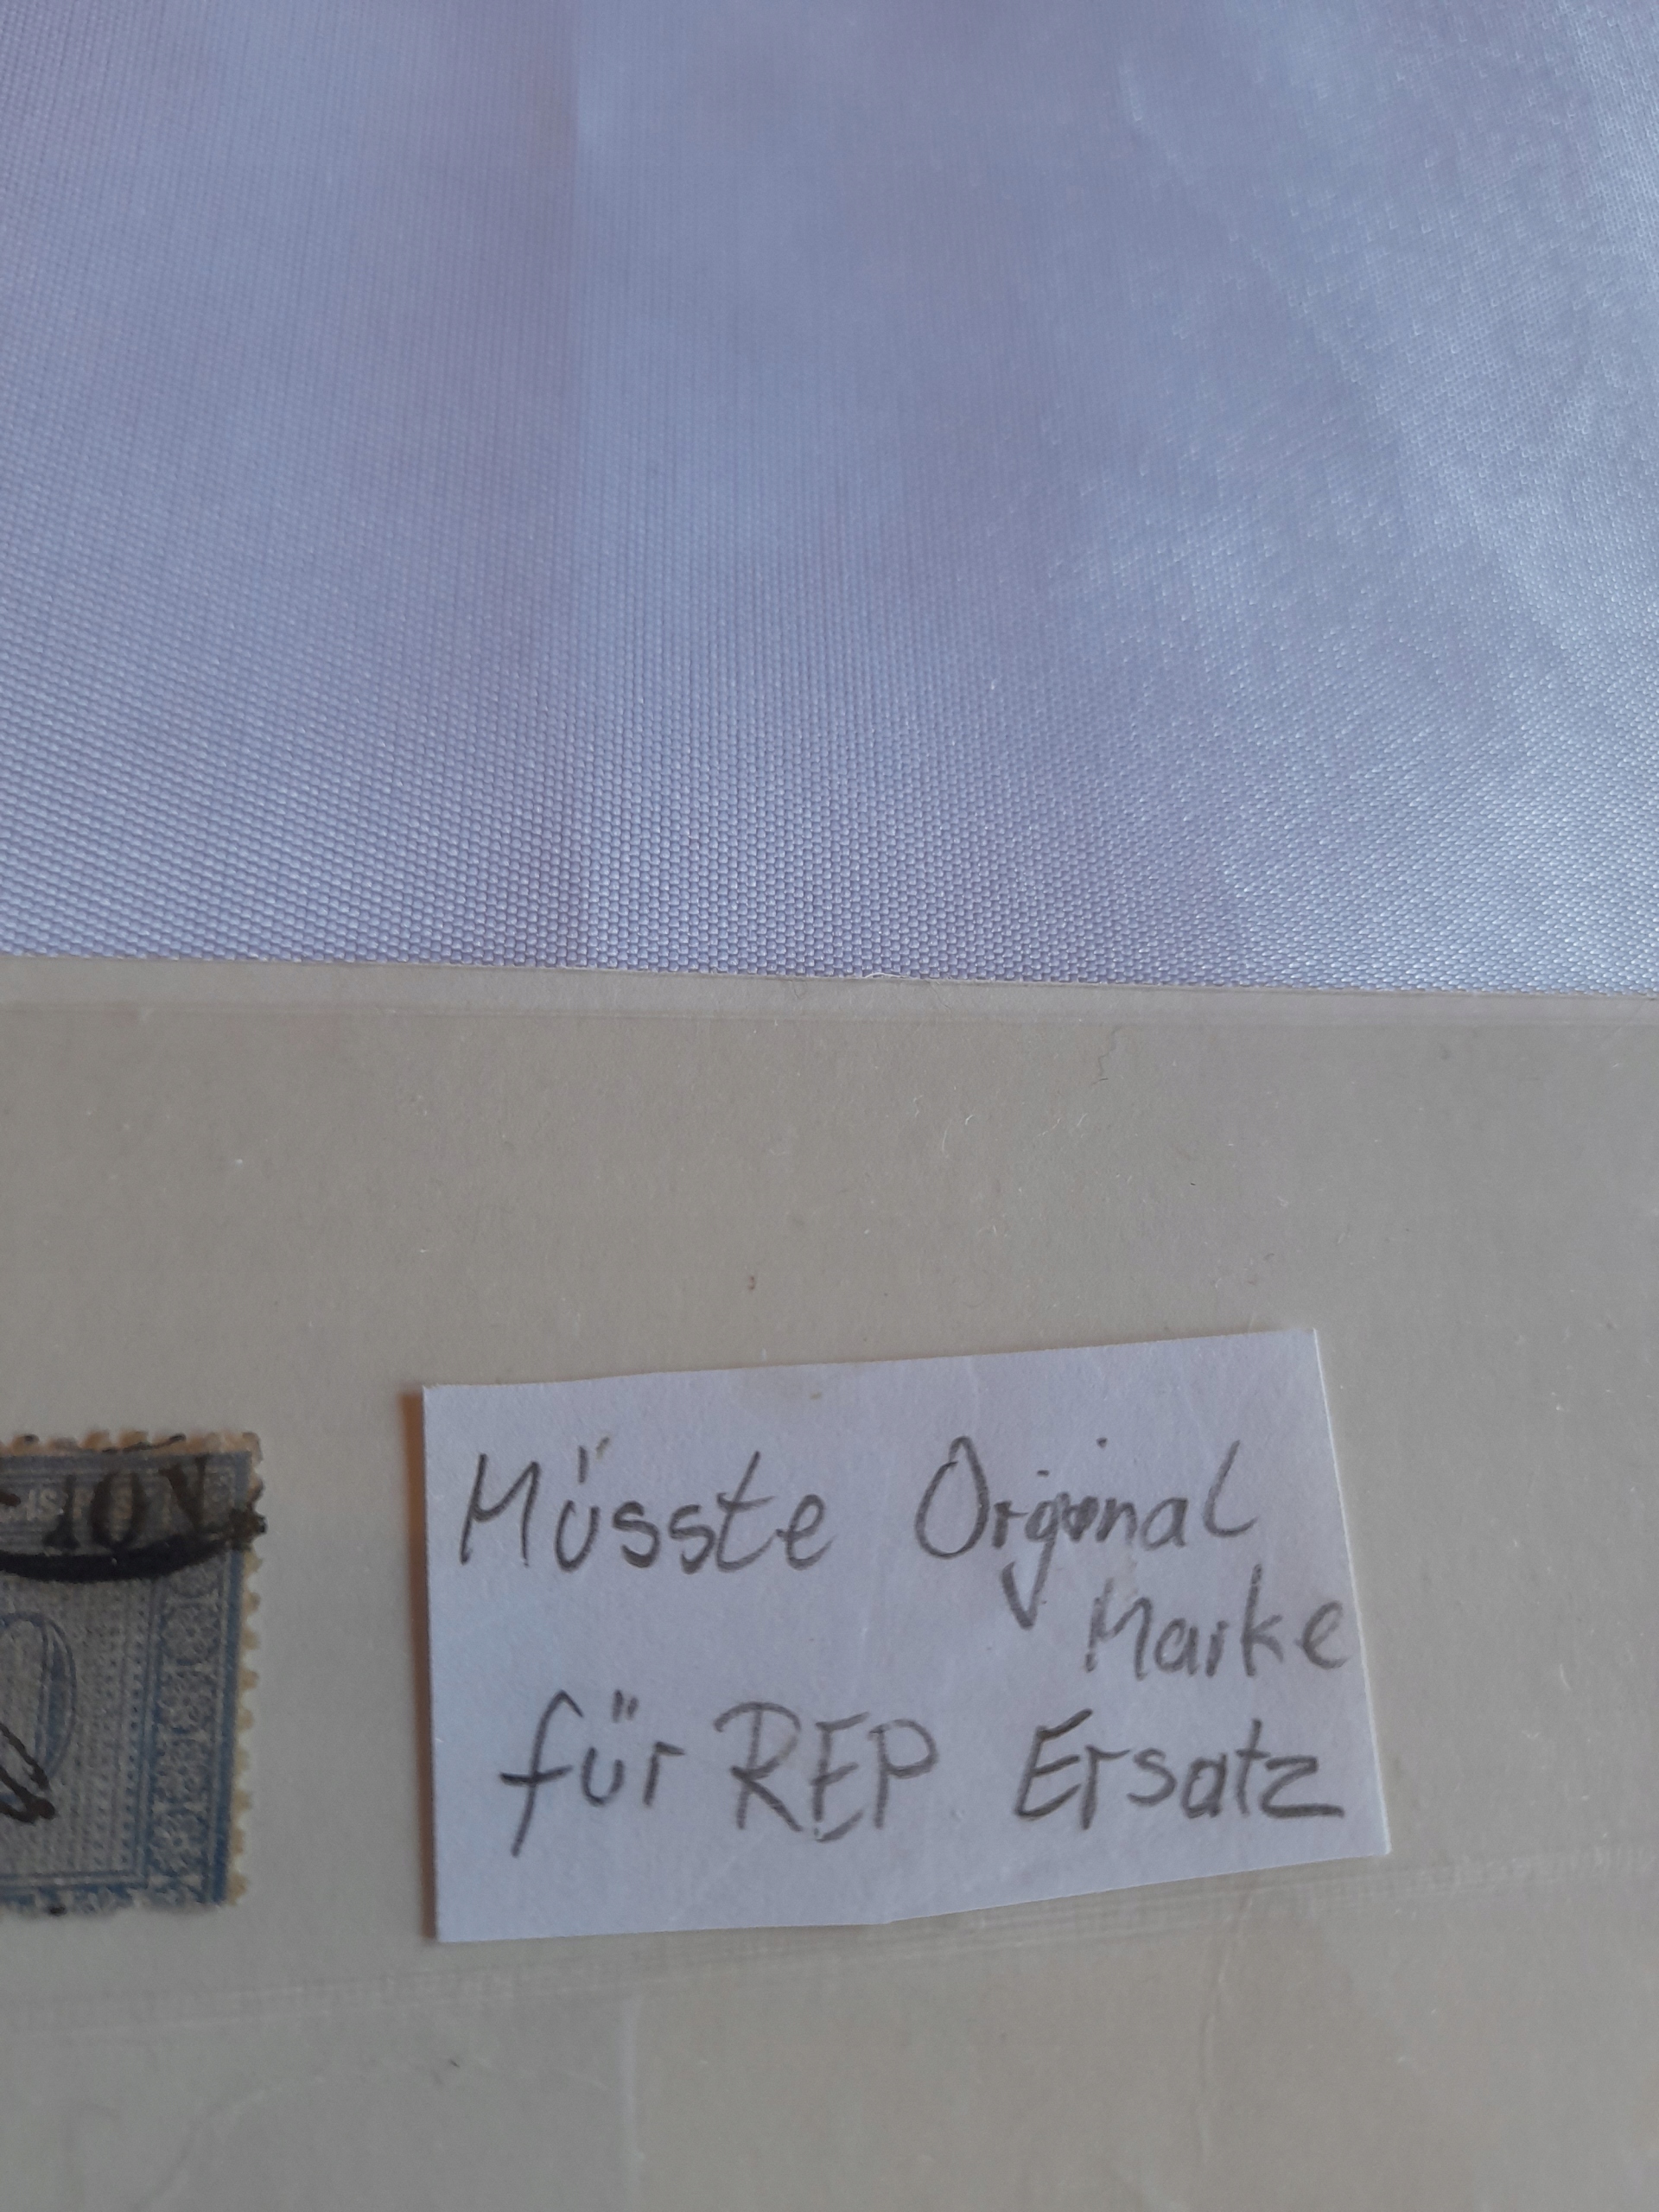 Müsste Orginal
Marke
für REP Ersatz